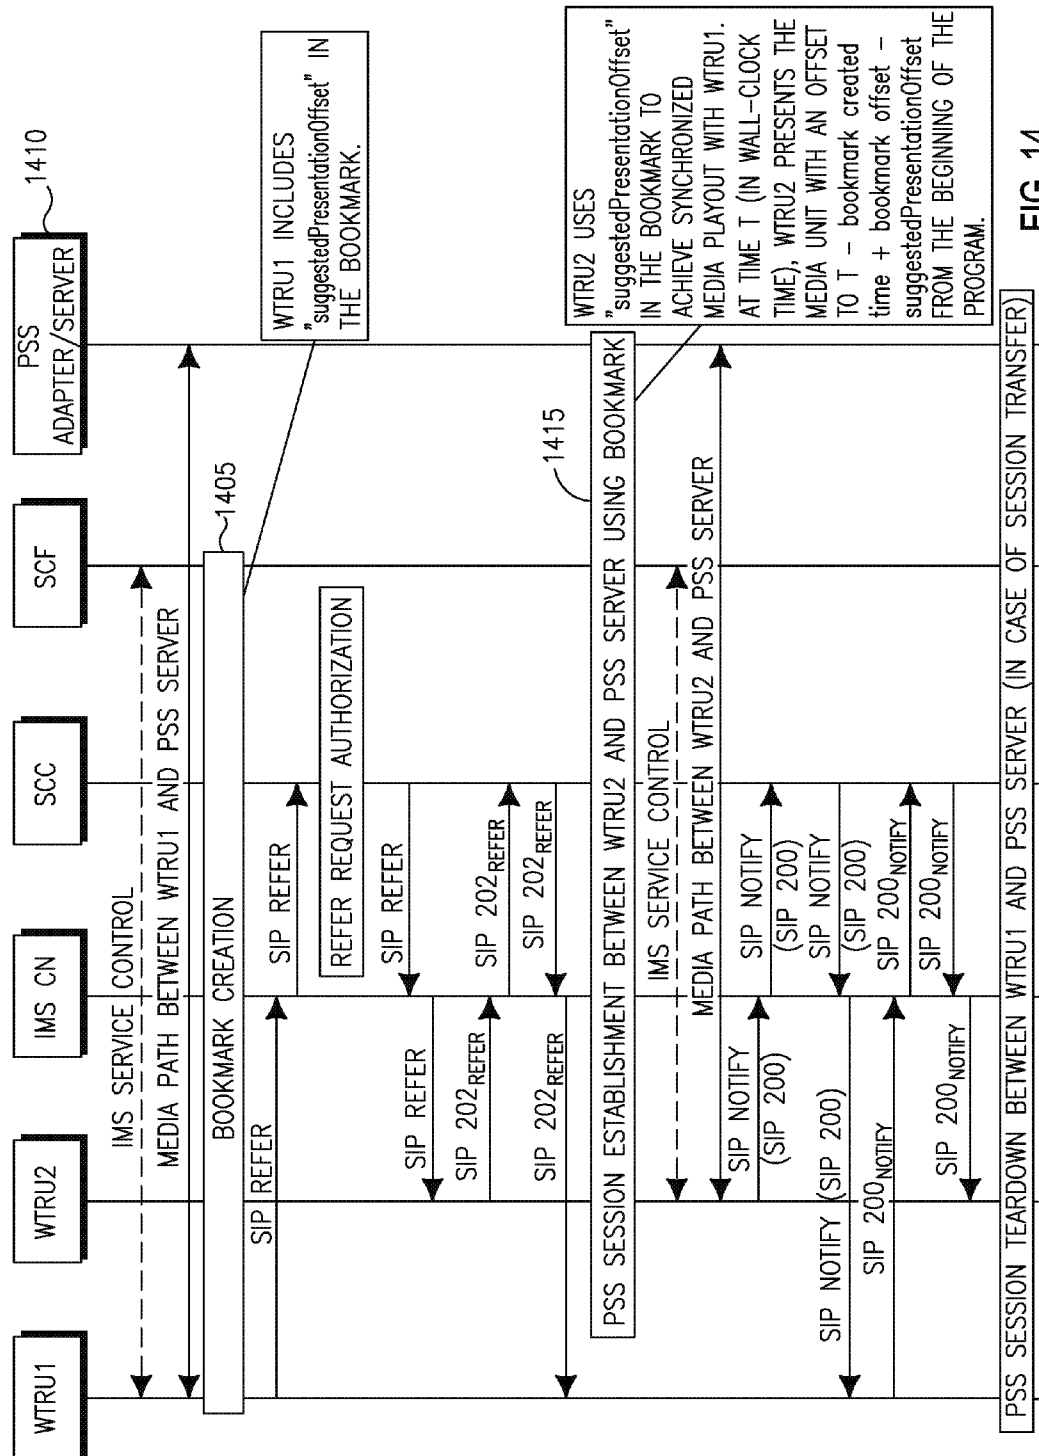 WTRU1
WTRU2
IMS CN
SCC
SCF
PSS
ADAPTER/SERVER
1410
IMS SERVICE CONTROL
MEDIA PATH BETWEEN WTRU1 AND PSS SERVER
BOOKMARK CREATION
1405
WTRU1 INCLUDES
"suggestedPresentationOffset" IN
THE BOOKMARK.
SIP REFER
SIP REFER
REFER REQUEST AUTHORIZATION
SIP REFER
SIP REFER
SIP 202REFER
SIP 202REFER
SIP 202REFER
SIP 202REFER
1415
PSS SESSION ESTABLISHMENT BETWEEN WTRU2 AND PSS SERVER USING BOOKMARK
WTRU2 USES
"suggestedPresentationOffset"
IN THE BOOKMARK TO
ACHIEVE SYNCHRONIZED
MEDIA PLAYOUT WITH WTRU1.
AT TIME T (IN WALL-CLOCK
TIME), WTRU2 PRESENTS THE
MEDIA UNIT WITH AN OFFSET
TO T - bookmark created
time + bookmark offset -
suggestedPresentationOffset
FROM THE BEGINNING OF THE
PROGRAM.
IMS SERVICE CONTROL
MEDIA PATH BETWEEN WTRU2 AND PSS SERVER
SIP NOTIFY
(SIP 200)
SIP NOTIFY
(SIP 200)
SIP NOTIFY
(SIP 200)
SIP NOTIFY (SIP 200)
SIP 200NOTIFY
SIP 200NOTIFY
SIP 200NOTIFY
SIP 200NOTIFY
PSS SESSION TEARDOWN BETWEEN WTRU1 AND PSS SERVER (IN CASE OF SESSION TRANSFER)
FIG. 14